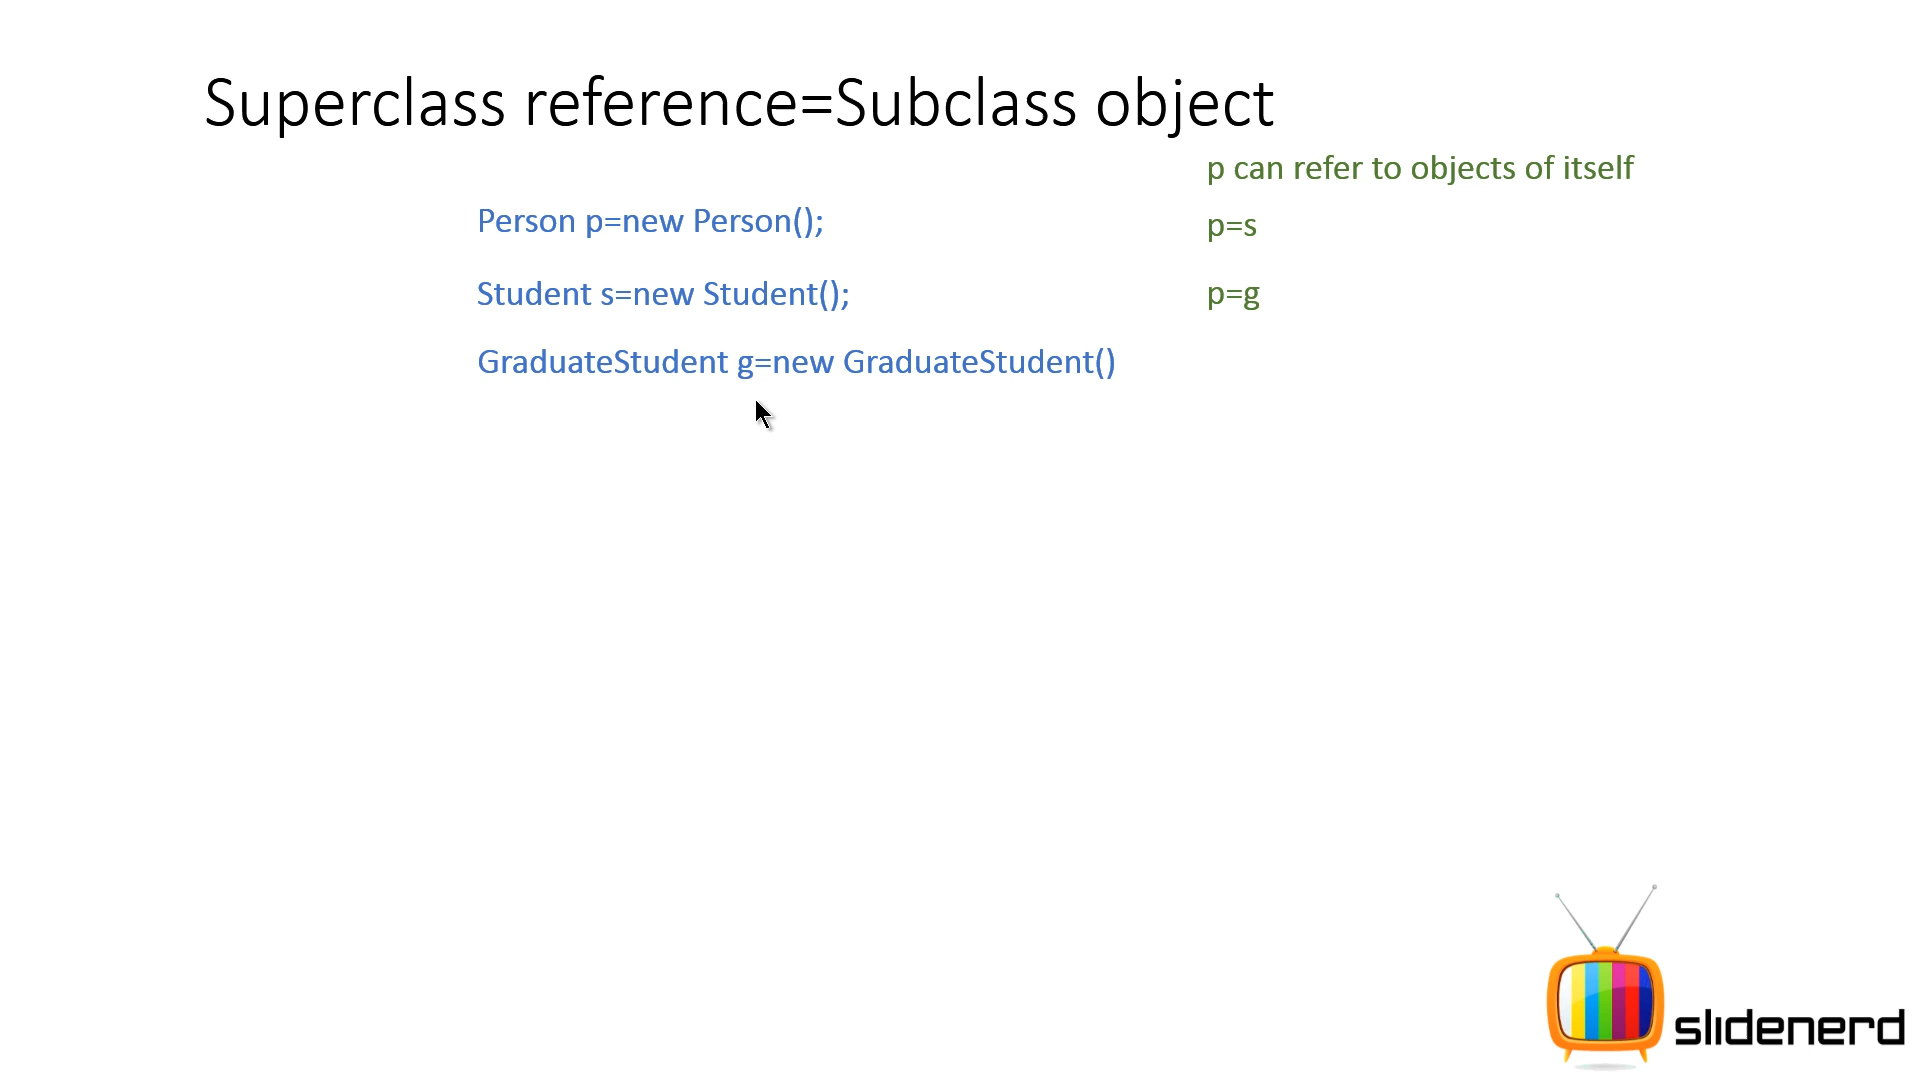 Superclass reference=Subclass object
p can refer to objects of itself
Person p=new Person();
p=s
Student s=new Student();
p=g
GraduateStudent g=new GraduateStudent()
slidenerd